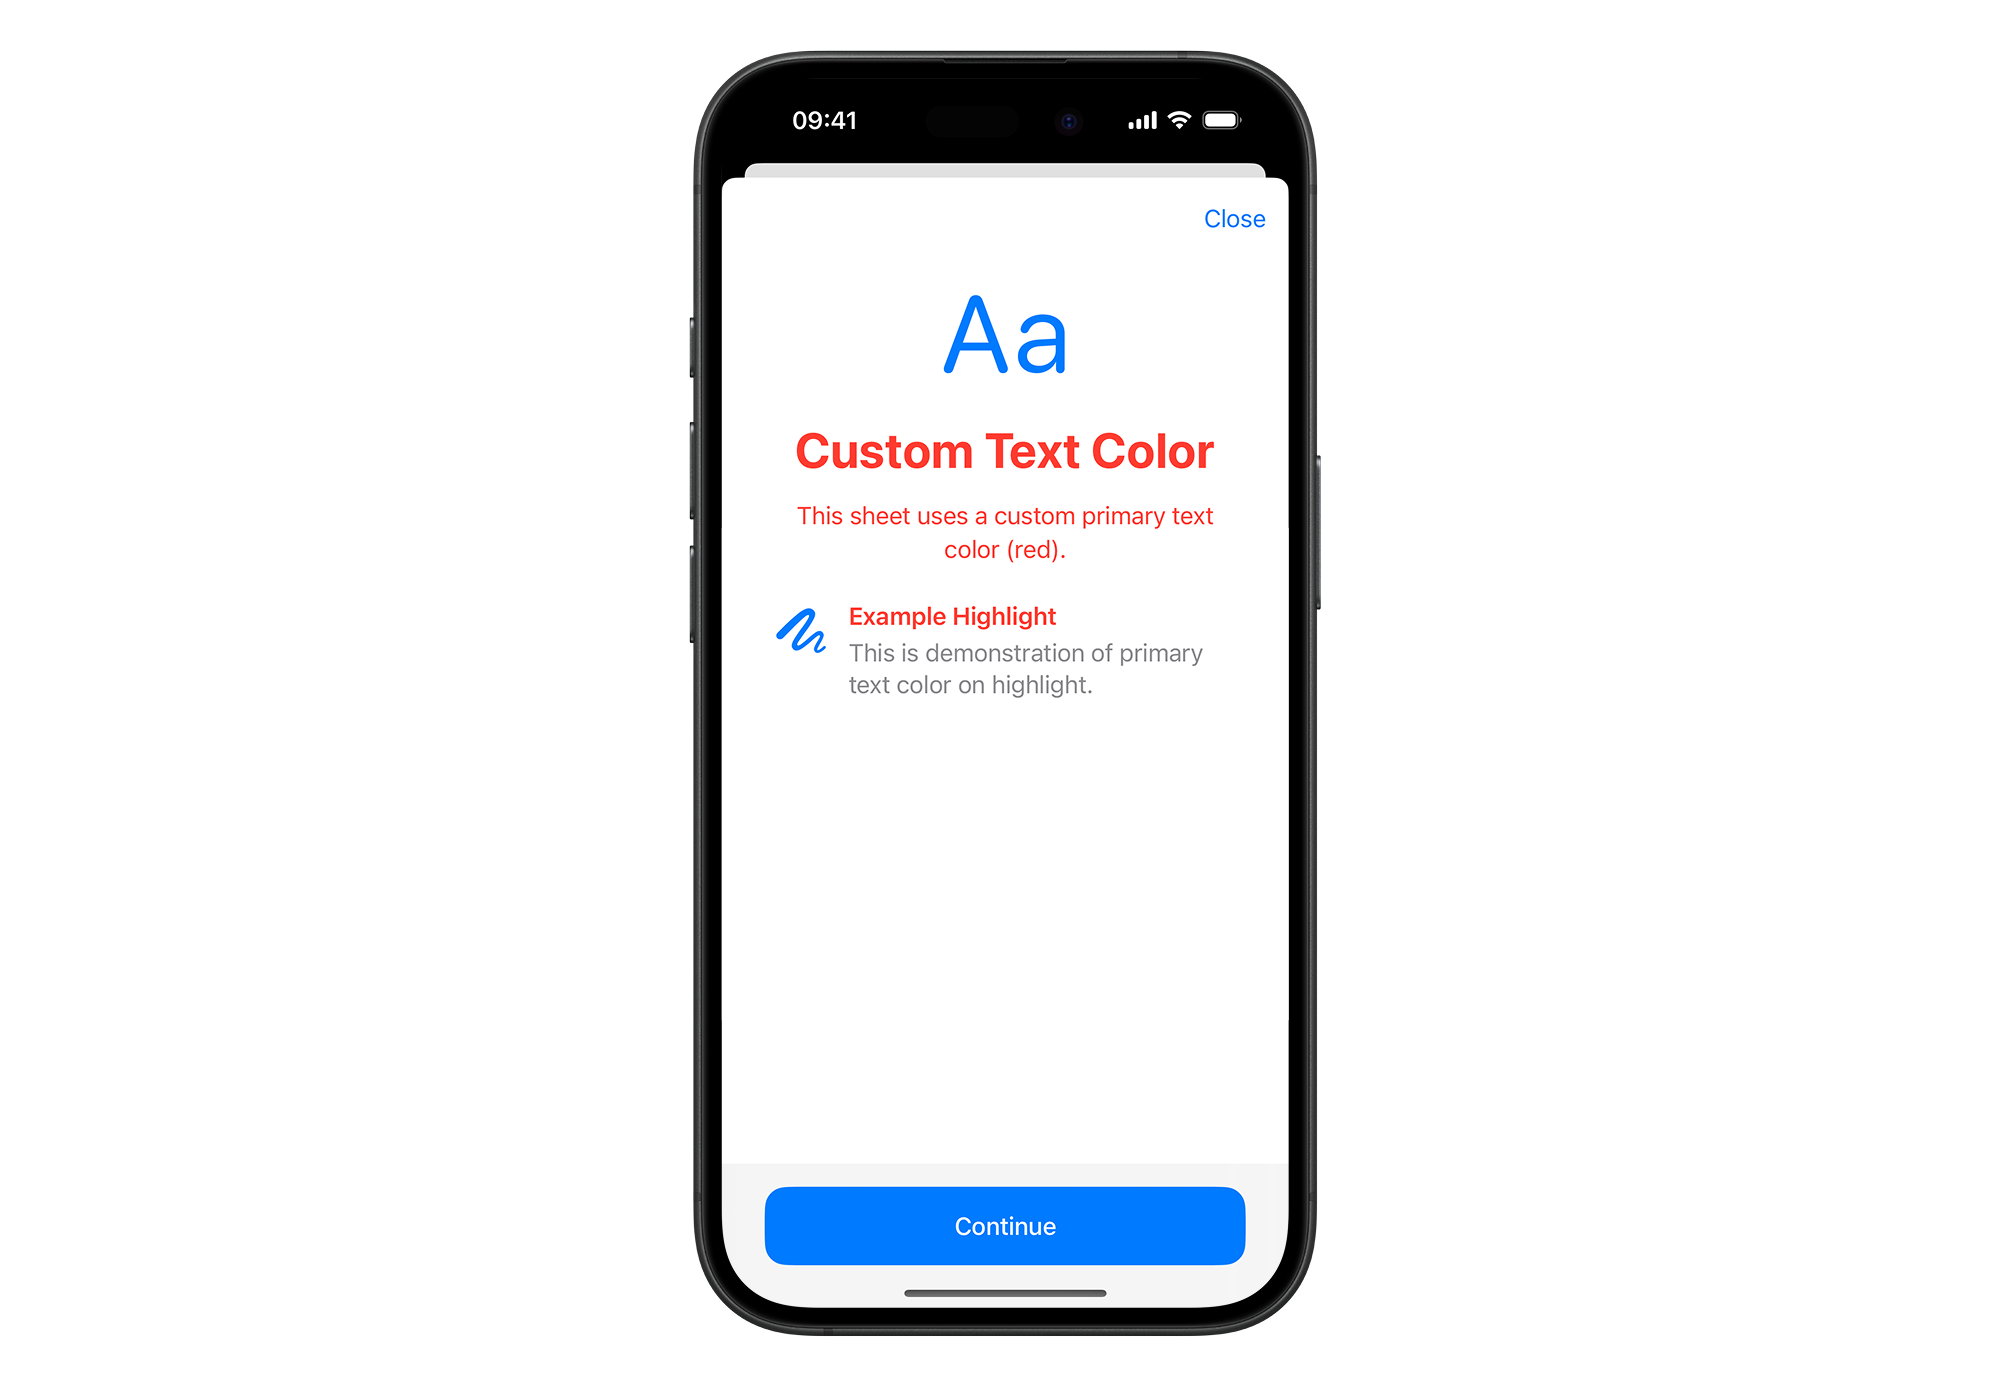 09:41
Close
Aa
Custom Text Color
This sheet uses a custom primary text
color (red).
Example Highlight
This is demonstration of primary
text color on highlight.
Continue